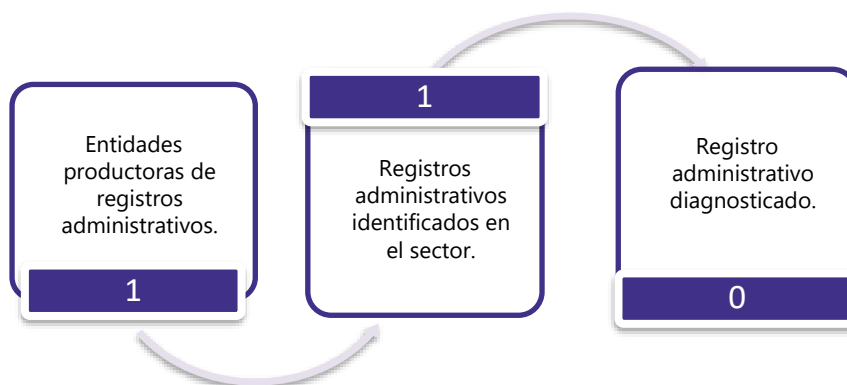 Entidades
productoras de
registros
administrativos.
1
1
Registros
administrativos
identificados en
el sector.
Registro
administrativo
diagnosticado.
0